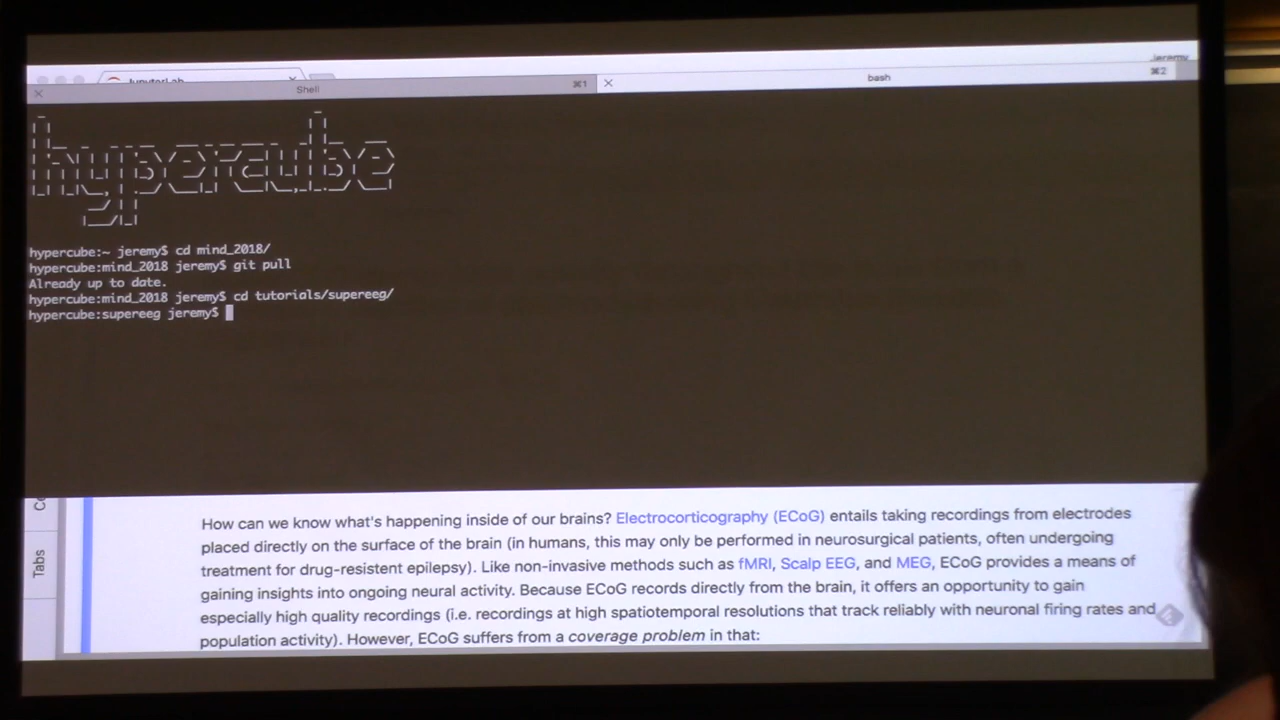 JupyterLab
Jeremy
Shell ⌘1
bash ⌘2
hypercube
hypercube:~ jeremy$ cd mind_2018/
hypercube:mind_2018 jeremy$ git pull
Already up to date.
hypercube:mind_2018 jeremy$ cd tutorials/supereeg/
hypercube:supereeg jeremy$
Tabs
How can we know what's happening inside of our brains? Electrocorticography (ECoG) entails taking recordings from electrodes
placed directly on the surface of the brain (in humans, this may only be performed in neurosurgical patients, often undergoing
treatment for drug-resistent epilepsy). Like non-invasive methods such as fMRI, Scalp EEG, and MEG, ECoG provides a means of
gaining insights into ongoing neural activity. Because ECoG records directly from the brain, it offers an opportunity to gain
especially high quality recordings (i.e. recordings at high spatiotemporal resolutions that track reliably with neuronal firing rates and
population activity). However, ECoG suffers from a coverage problem in that: